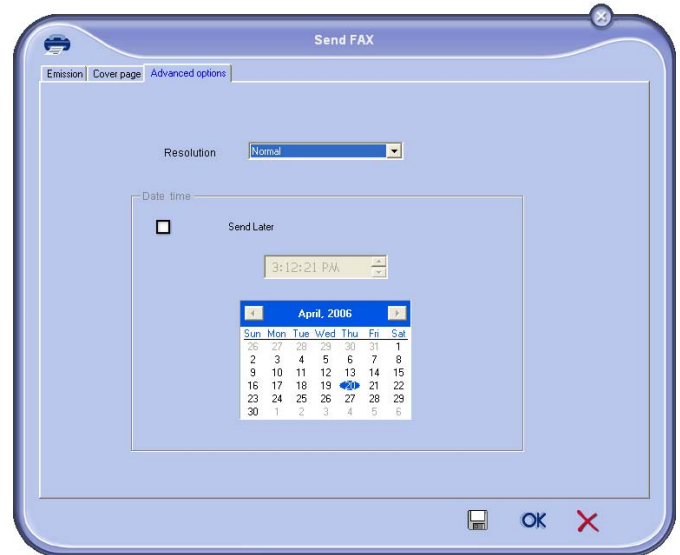 Send FAX
Emission Cover page Advanced options
Resolution Normal
Date time
Send Later
3:12:21 PM
April, 2006
Sun Mon Tue Wed Thu Fri Sat
26 27 28 29 30 31 1
2 3 4 5 6 7 8
9 10 11 12 13 14 15
16 17 18 19 20 21 22
23 24 25 26 27 28 29
30 1 2 3 4 5 6
OK